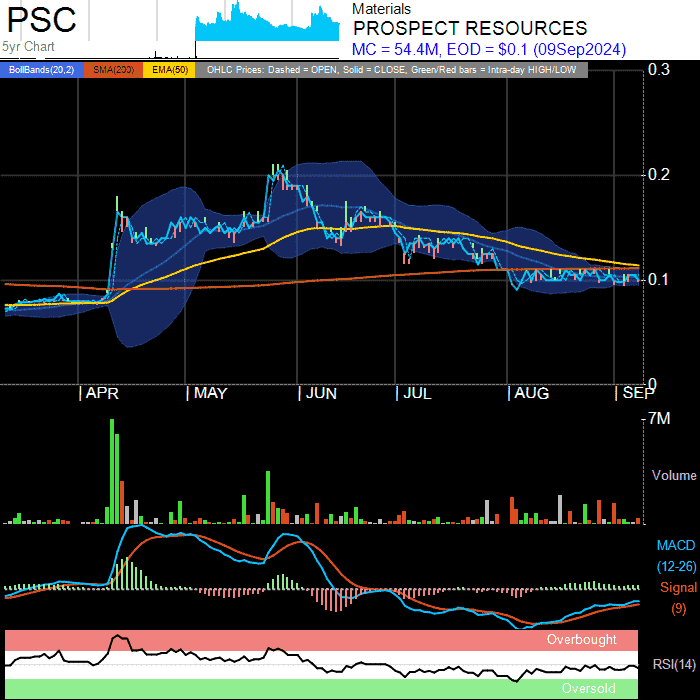 PSC
5yr Chart
Materials
PROSPECT RESOURCES
MC = 54.4M, EOD = $0.1 (09Sep2024)
BollBands(20,2) SMA(200) EMA(50) OHLC Prices: Dashed = OPEN, Solid = CLOSE, Green/Red bars = Intra-day HIGH/LOW
0.3
0.2
0.1
0
APR MAY JUN JUL AUG SEP
7M
Volume
MACD
(12-26)
Signal
(9)
Overbought
RSI(14)
Oversold